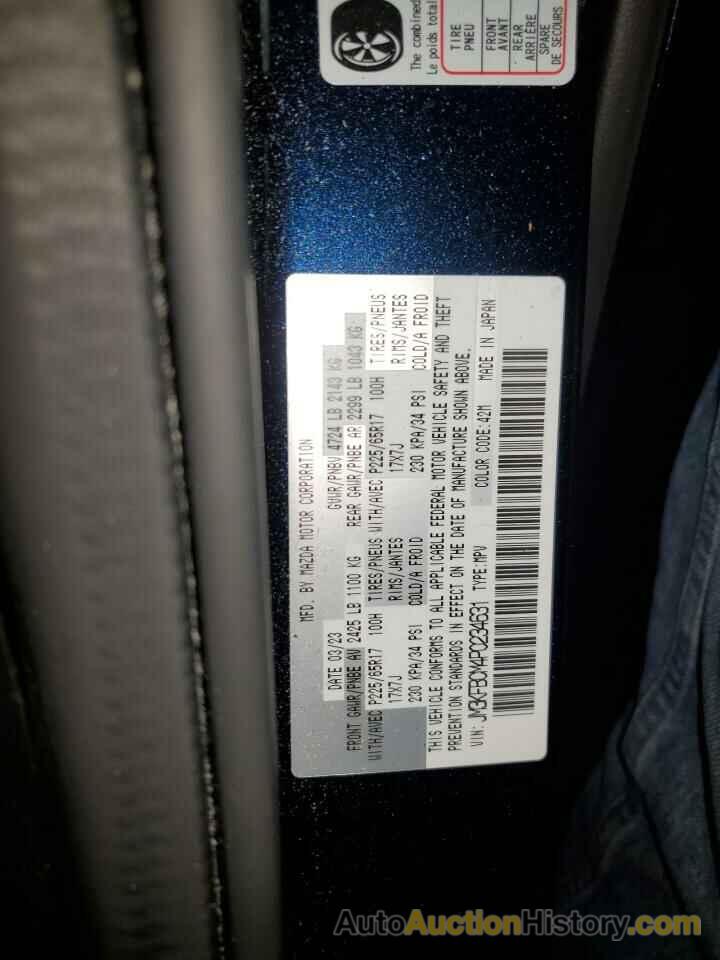 MFD. BY MAZDA MOTOR CORPORATION
DATE 03/23 GVWR/PNBV 4724 LB 2143 KG
FRONT GAWR/PNBE AV 2425 LB 1100 KG REAR GAWR/PNBE AR 2299 LB 1043 KG
WITH/AVEC P225/65R17 100H TIRES/PNEUS WITH/AVEC P225/65R17 100H TIRES/PNEUS
17X7J RIMS/JANTES 17X7J RIMS/JANTES
230 KPA/34 PSI COLD/A FROID 230 KPA/34 PSI COLD/A FROID
THIS VEHICLE CONFORMS TO ALL APPLICABLE FEDERAL MOTOR VEHICLE SAFETY AND THEFT
PREVENTION STANDARDS IN EFFECT ON THE DATE OF MANUFACTURE SHOWN ABOVE.
VIN: JM3KFBCM4P0234631 TYPE:MPV COLOR CODE:42M MADE IN JAPAN
The combined
Le poids total
TIRE
PNEU
FRONT
AVANT
REAR
ARRIERE
SPARE
DE SECOURS
AutoAuctionHistory.com